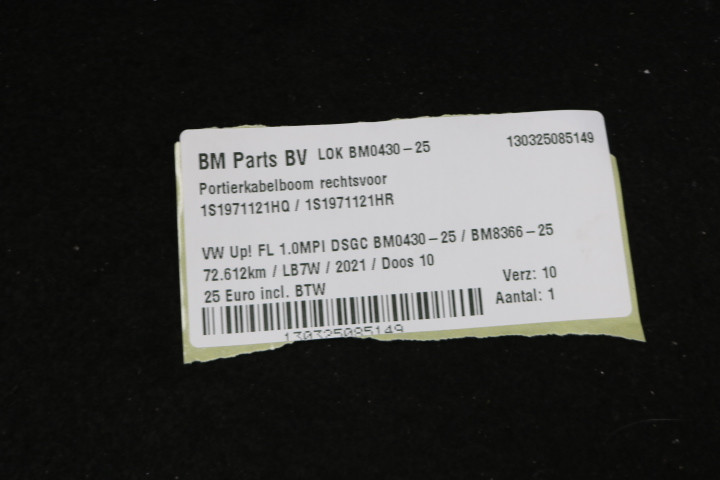 BM Parts BV LOK BM0430-25 130325085149
Portierkabelboom rechtsvoor
1S1971121HQ / 1S1971121HR
VW Up! FL 1.0MPI DSGC BM0430-25 / BM8366-25
72.612km / LB7W / 2021 / Doos 10
Verz: 10
25 Euro incl. BTW
Aantal: 1
130325085149